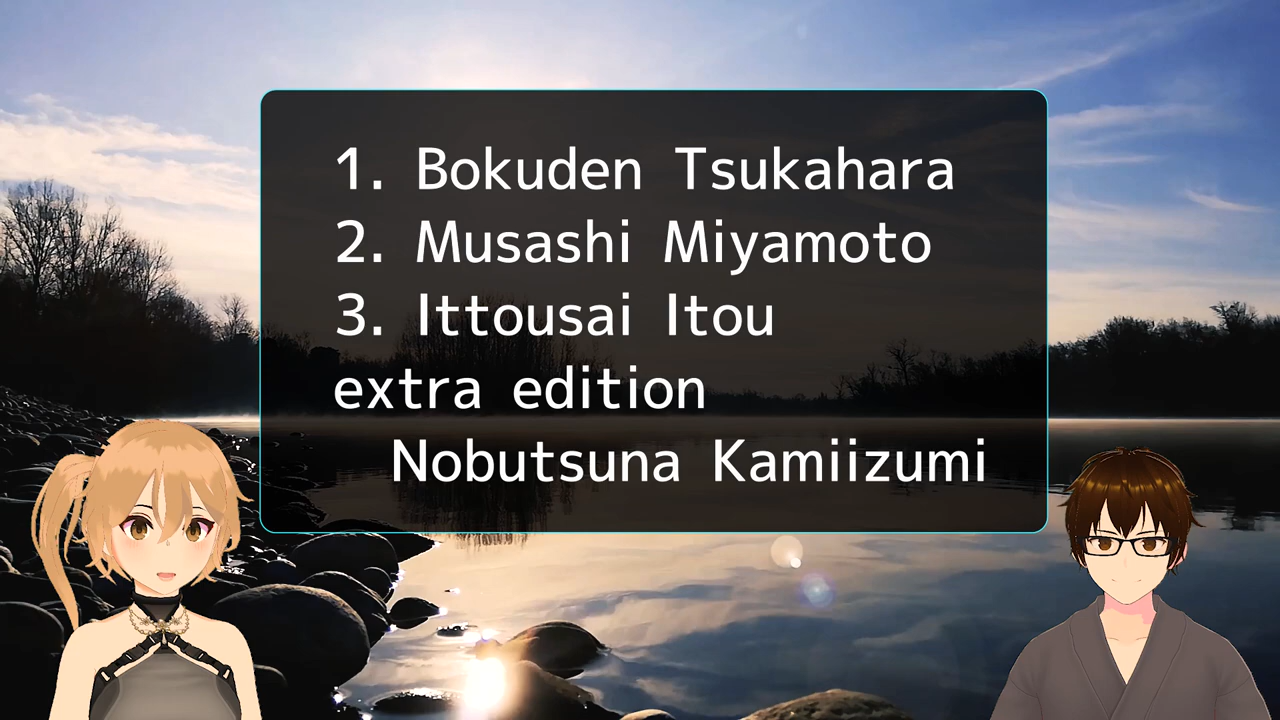 1. Bokuden Tsukahara
2. Musashi Miyamoto
3. Ittousai Itou
extra edition
Nobutsuna Kamiizumi